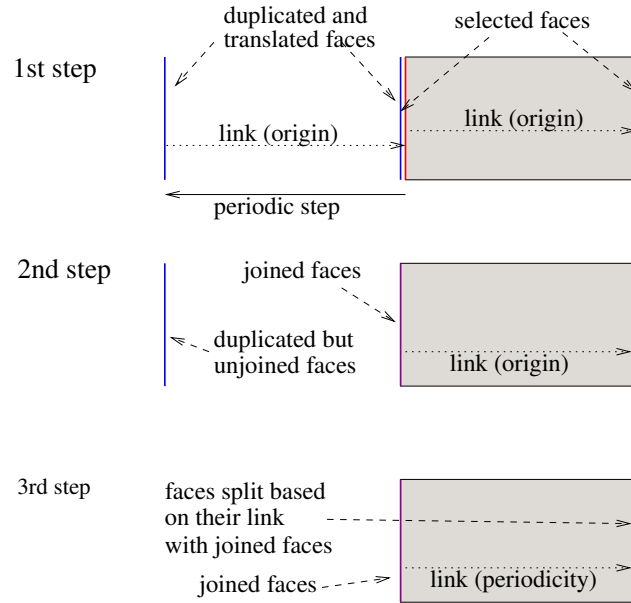 duplicated and
translated faces
selected faces
1st step
link (origin)
link (origin)
periodic step
2nd step
joined faces
duplicated but
unjoined faces
link (origin)
3rd step
faces split based
on their link
with joined faces
joined faces
link (periodicity)